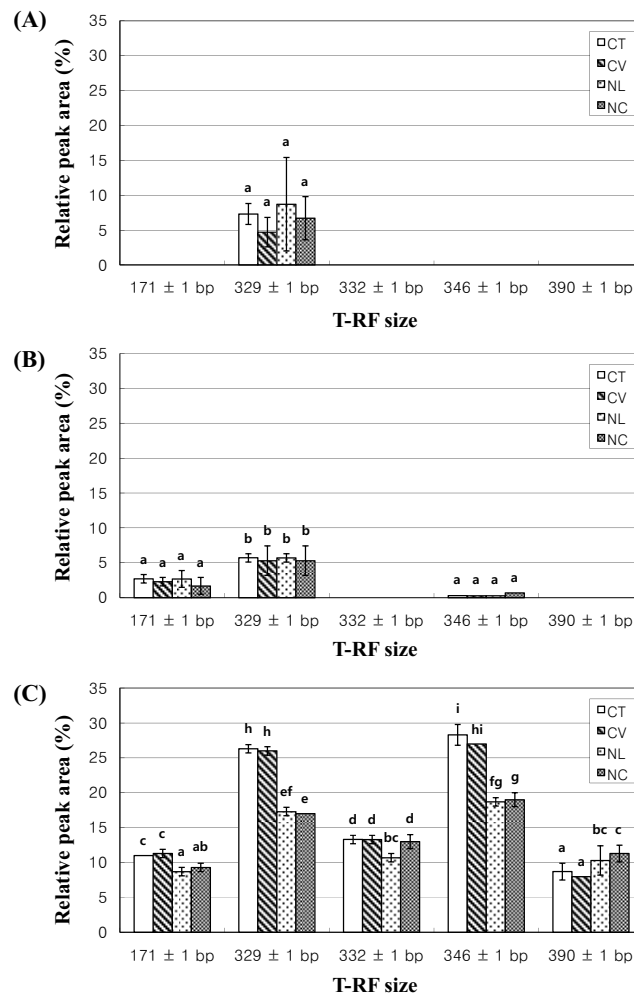 (A)
Relative peak area (%)
35
30
25
20
15
10
5
0
a a a a
CT
CV
NL
NC
171 ± 1 bp 329 ± 1 bp 332 ± 1 bp 346 ± 1 bp 390 ± 1 bp
T-RF size
(B)
Relative peak area (%)
35
30
25
20
15
10
5
0
a a a a b b b b a a a a
CT
CV
NL
NC
171 ± 1 bp 329 ± 1 bp 332 ± 1 bp 346 ± 1 bp 390 ± 1 bp
T-RF size
(C)
Relative peak area (%)
35
30
25
20
15
10
5
0
c c a ab h h ef e d d bc d i hi fg g a a bc c
CT
CV
NL
NC
171 ± 1 bp 329 ± 1 bp 332 ± 1 bp 346 ± 1 bp 390 ± 1 bp
T-RF size